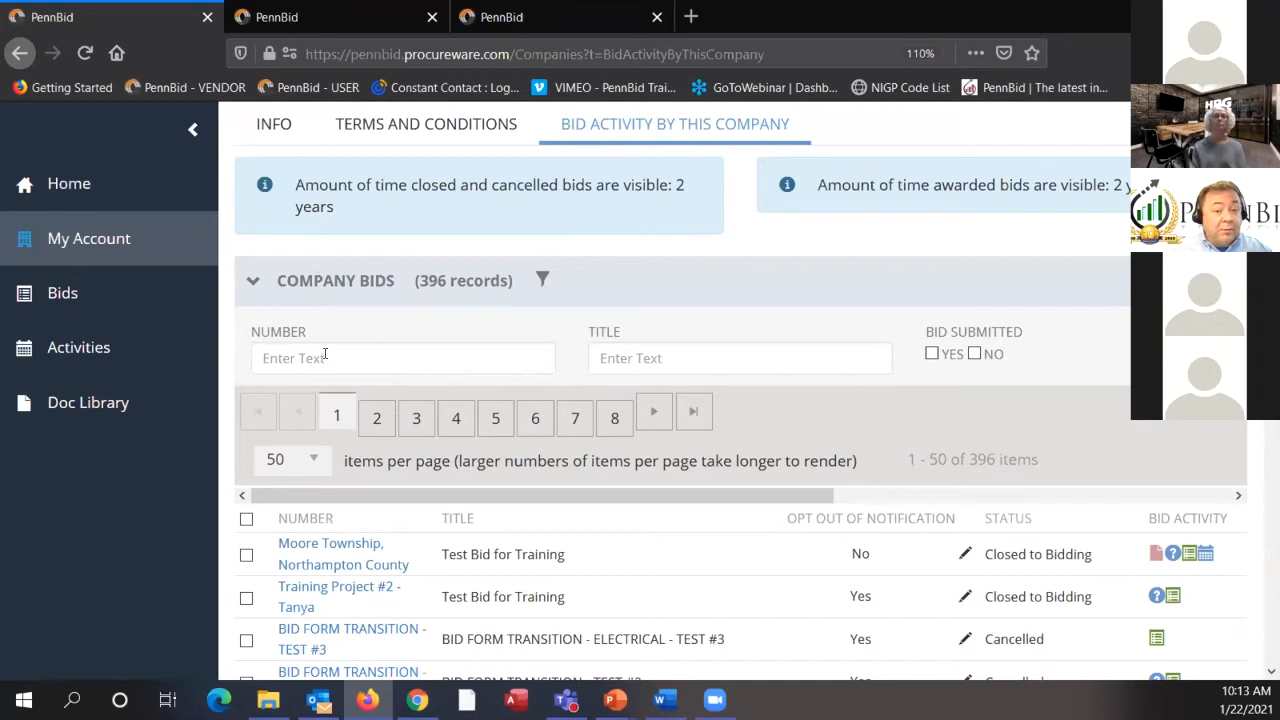 PennBid
PennBid
PennBid
https://pennbid.procureware.com/Companies?t=BidActivityByThisCompany
110%
Getting Started
PennBid - VENDOR
PennBid - USER
Constant Contact : Log...
VIMEO - PennBid Trai...
GoToWebinar | Dashb...
NIGP Code List
PennBid | The latest in...
Home
My Account
Bids
Activities
Doc Library
INFO
TERMS AND CONDITIONS
BID ACTIVITY BY THIS COMPANY
Amount of time closed and cancelled bids are visible: 2
years
Amount of time awarded bids are visible: 2 y
COMPANY BIDS (396 records)
NUMBER
TITLE
BID SUBMITTED
Enter Text
Enter Text
YES NO
1 2 3 4 5 6 7 8
50 items per page (larger numbers of items per page take longer to render) 1 - 50 of 396 items
NUMBER TITLE OPT OUT OF NOTIFICATION STATUS BID ACTIVITY
Moore Township,
Northampton County
Test Bid for Training No Closed to Bidding
Training Project #2 -
Tanya
Test Bid for Training Yes Closed to Bidding
BID FORM TRANSITION -
TEST #3
BID FORM TRANSITION - ELECTRICAL - TEST #3 Yes Cancelled
BID FORM TRANSITION -
HRG
10:13 AM
1/22/2021